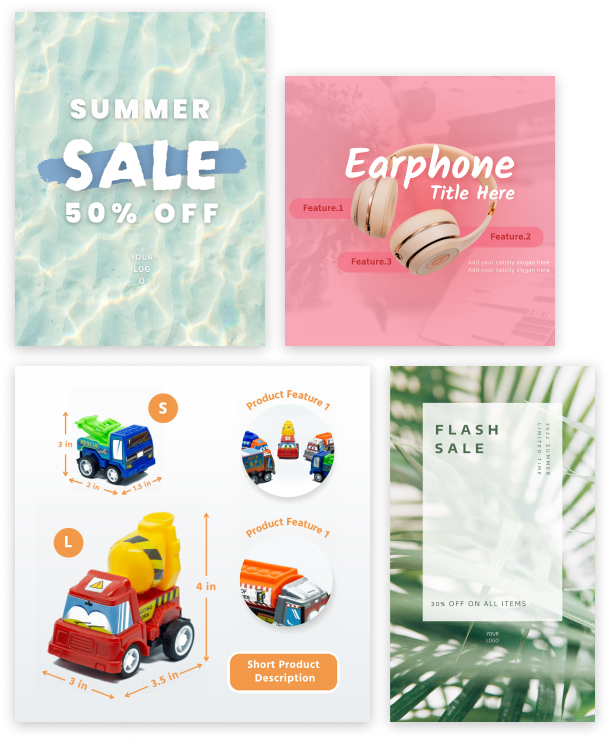 SUMMER
SALE
50% OFF
YOUR
LOG
O
Earphone
Title Here
Feature.1
Feature.2
Feature.3
Add your catchy slogan here
Add your catchy slogan here
S
3 in
2 in
1.5 in
Product Feature 1
L
4 in
3 in
3.5 in
Product Feature 1
Short Product
Description
FLASH
SALE
2022 SUMMER
LIMITED TIME
30% OFF ON ALL ITEMS
YOUR
LOGO